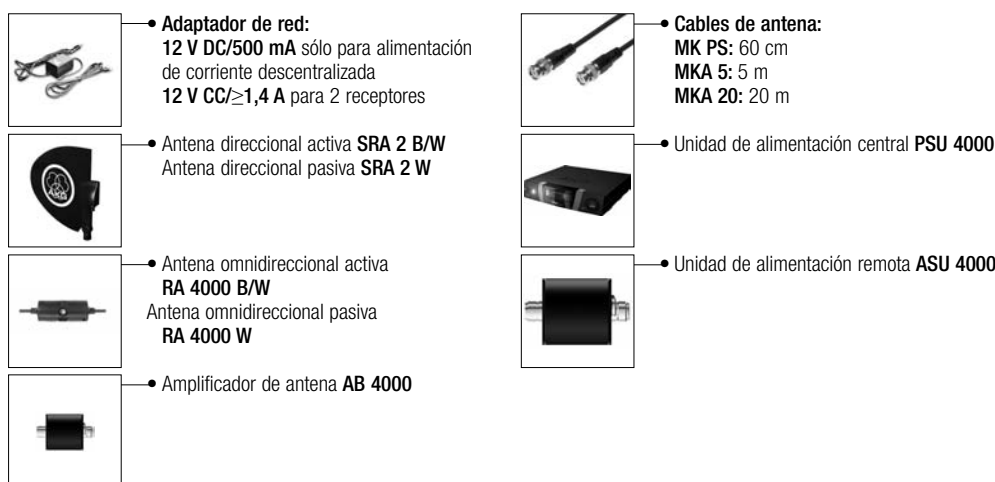 Adaptador de red:
12 V DC/500 mA sólo para alimentación
de corriente descentralizada
12 V CC/≥1,4 A para 2 receptores
Antena direccional activa SRA 2 B/W
Antena direccional pasiva SRA 2 W
AKG
Antena omnidireccional activa
RA 4000 B/W
Antena omnidireccional pasiva
RA 4000 W
Amplificador de antena AB 4000
Cables de antena:
MK PS: 60 cm
MKA 5: 5 m
MKA 20: 20 m
Unidad de alimentación central PSU 4000
Unidad de alimentación remota ASU 4000